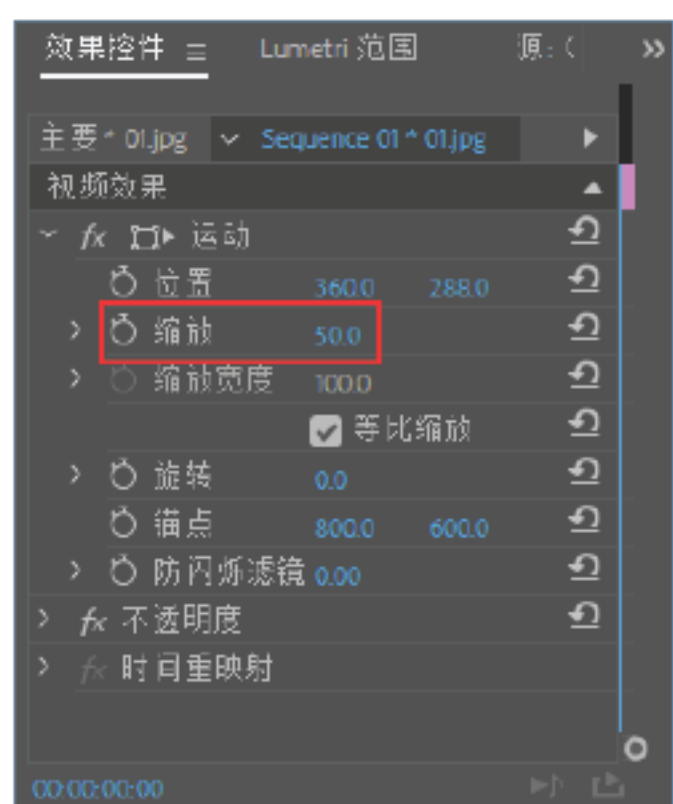 效果控件 Lumetri 范围 源:( »
主要 * 01.jpg Sequence 01 * 01.jpg
视频效果
fx 运动
位置 360.0 288.0
缩放 50.0
缩放宽度 100.0
等比缩放
旋转 0.0
锚点 800.0 600.0
防闪烁滤镜 0.00
fx 不透明度
fx 时间重映射
00:00:00:00